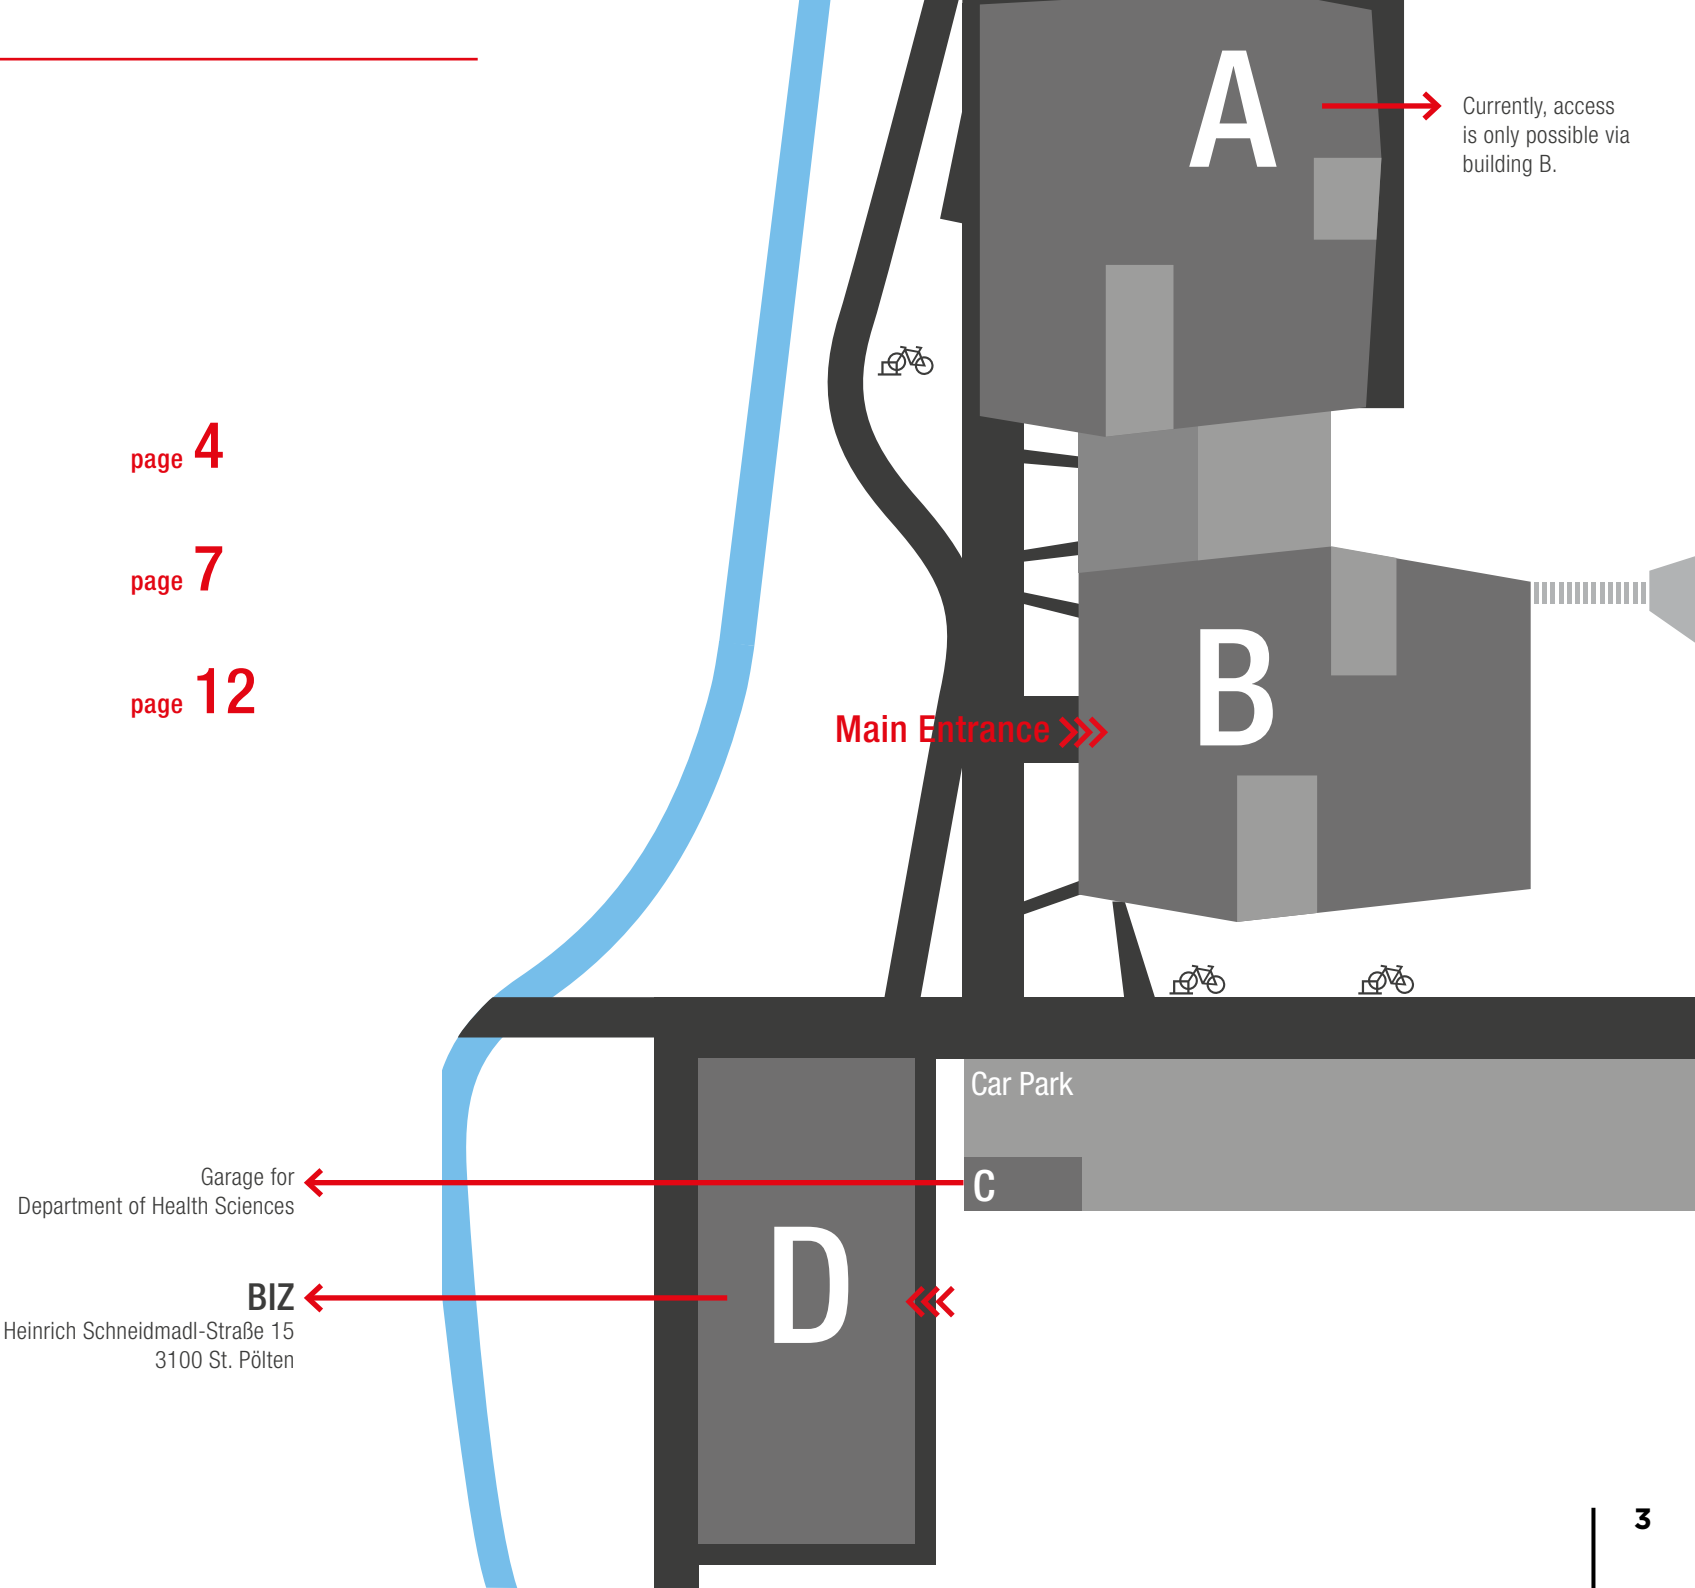 A
Currently, access
is only possible via
building B.
page 4
page 7
page 12
B
Main Entrance
Car Park
C
Garage for
Department of Health Sciences
D
BIZ
Heinrich Schneidmadl-Straße 15
3100 St. Pölten
3